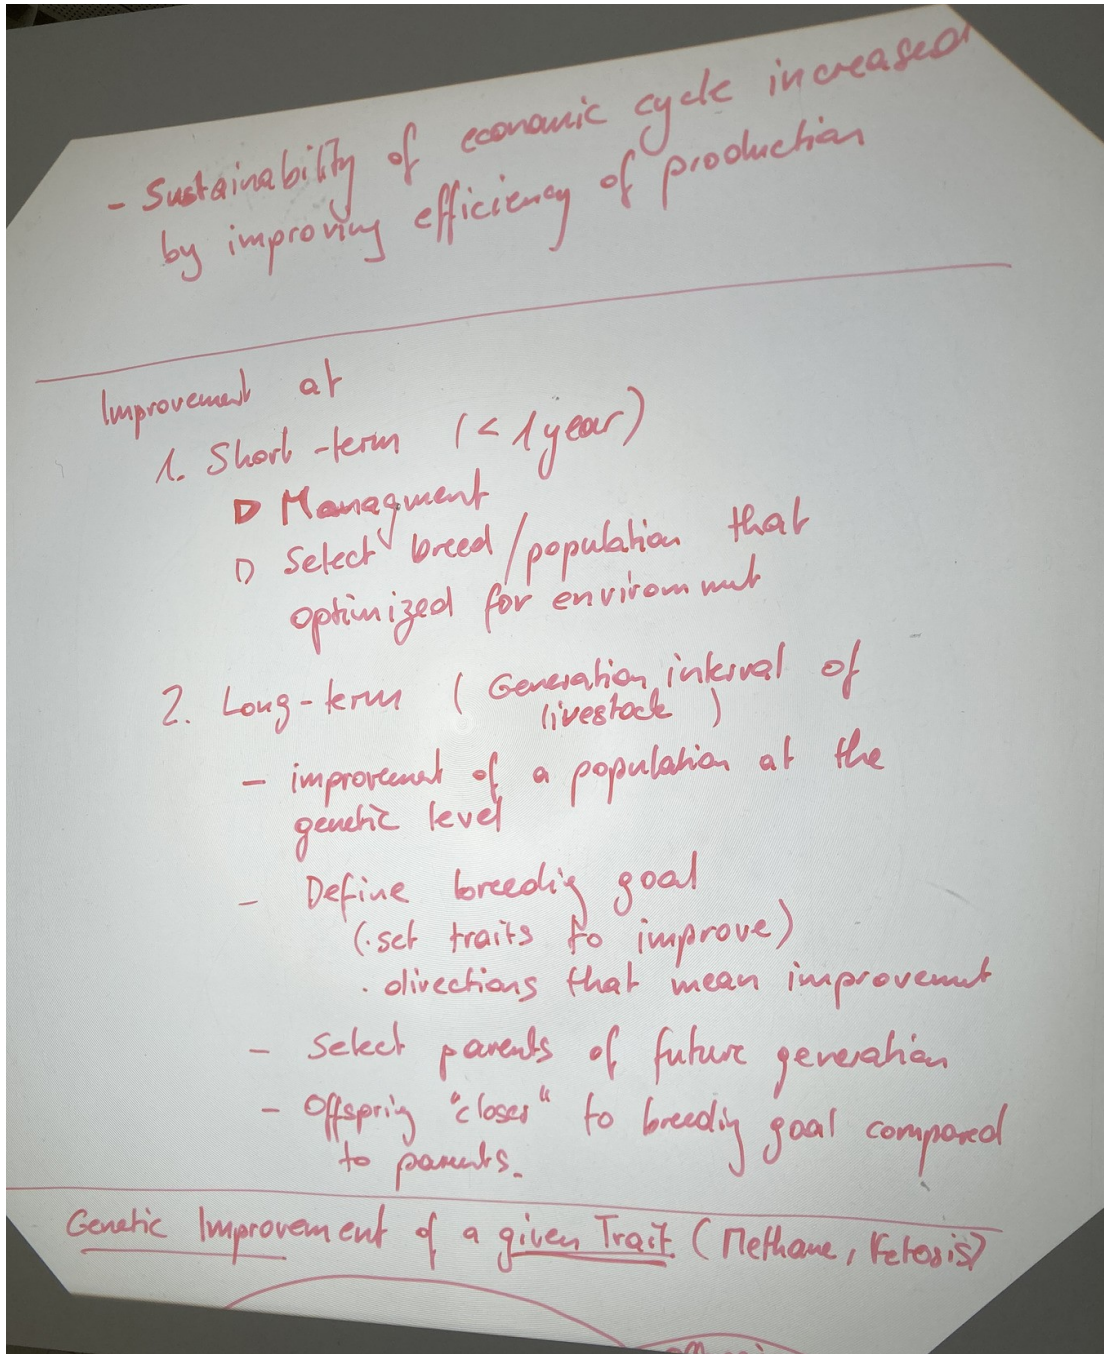 - Sustainability of economic cycle increased
by improving efficiency of production
Improvement at
1. Short-term (< 1 year)
▷ Managment
▷ Select breed/population that
optimized for environmnt
2. Long-term (Generation interval of
livestock)
- improvement of a population at the
genetic level
- Define breeding goal
(· set traits to improve)
· directions that mean improvement
- Select parents of future generation
- Offspring "closer" to breeding goal compared
to parents.
Genetic Improvement of a given Trait (Methane, Ketosis)